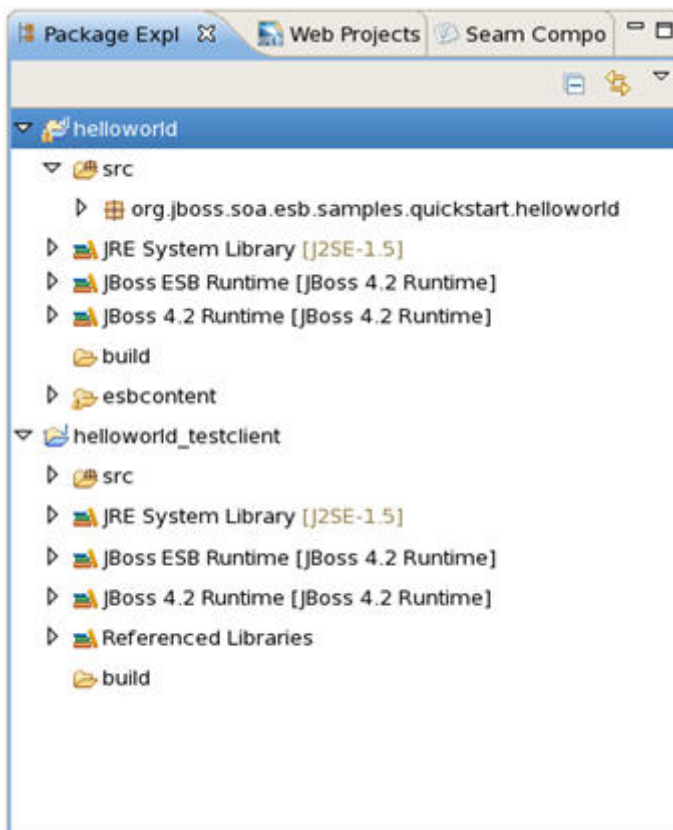 Package Expl Web Projects Seam Compo
helloworld
src
org.jboss.soa.esb.samples.quickstart.helloworld
JRE System Library [J2SE-1.5]
JBoss ESB Runtime [JBoss 4.2 Runtime]
JBoss 4.2 Runtime [JBoss 4.2 Runtime]
build
esbcontent
helloworld_testclient
src
JRE System Library [J2SE-1.5]
JBoss ESB Runtime [JBoss 4.2 Runtime]
JBoss 4.2 Runtime [JBoss 4.2 Runtime]
Referenced Libraries
build